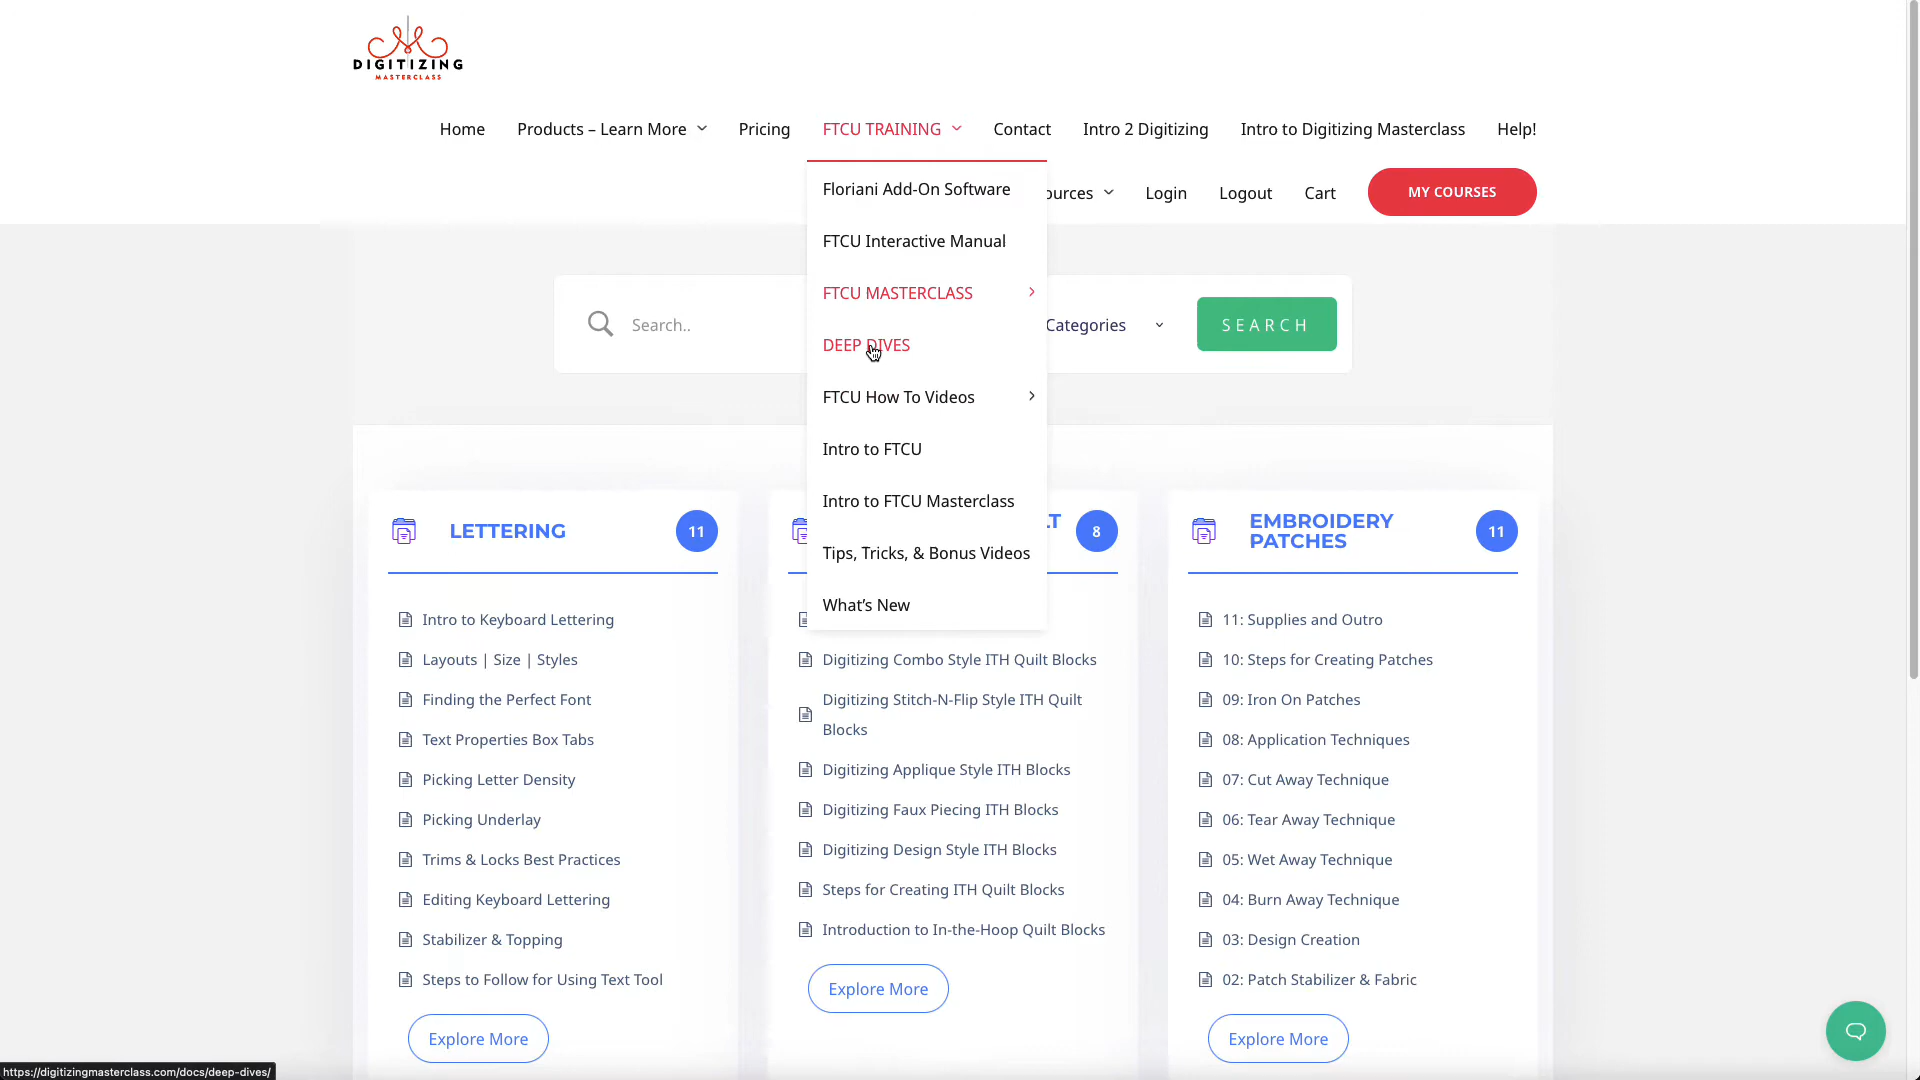 DIGITIZING
MASTERCLASS
Home
Products – Learn More
Pricing
FTCU TRAINING
Contact
Intro 2 Digitizing
Intro to Digitizing Masterclass
Help!
ources
Login
Logout
Cart
MY COURSES
Floriani Add-On Software
FTCU Interactive Manual
FTCU MASTERCLASS
DEEP DIVES
FTCU How To Videos
Intro to FTCU
Intro to FTCU Masterclass
Tips, Tricks, & Bonus Videos
What's New
Search..
Categories
SEARCH
LETTERING
11
Intro to Keyboard Lettering
Layouts | Size | Styles
Finding the Perfect Font
Text Properties Box Tabs
Picking Letter Density
Picking Underlay
Trims & Locks Best Practices
Editing Keyboard Lettering
Stabilizer & Topping
Steps to Follow for Using Text Tool
Explore More
LT
8
Digitizing Combo Style ITH Quilt Blocks
Digitizing Stitch-N-Flip Style ITH Quilt
Blocks
Digitizing Applique Style ITH Blocks
Digitizing Faux Piecing ITH Blocks
Digitizing Design Style ITH Blocks
Steps for Creating ITH Quilt Blocks
Introduction to In-the-Hoop Quilt Blocks
Explore More
EMBROIDERY
PATCHES
11
11: Supplies and Outro
10: Steps for Creating Patches
09: Iron On Patches
08: Application Techniques
07: Cut Away Technique
06: Tear Away Technique
05: Wet Away Technique
04: Burn Away Technique
03: Design Creation
02: Patch Stabilizer & Fabric
Explore More
https://digitizingmasterclass.com/docs/deep-dives/